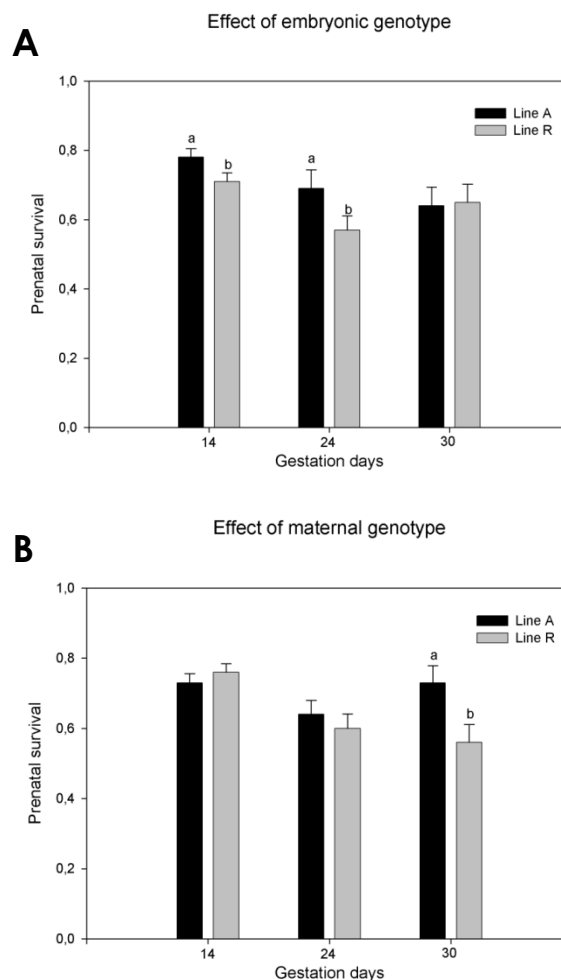 Effect of embryonic genotype
A
1,0
0,8
0,6
0,4
0,2
0,0
Prenatal survival
a
b
a
b
Line A
Line R
14
24
30
Gestation days
Effect of maternal genotype
B
1,0
0,8
0,6
0,4
0,2
0,0
Prenatal survival
a
b
Line A
Line R
14
24
30
Gestation days